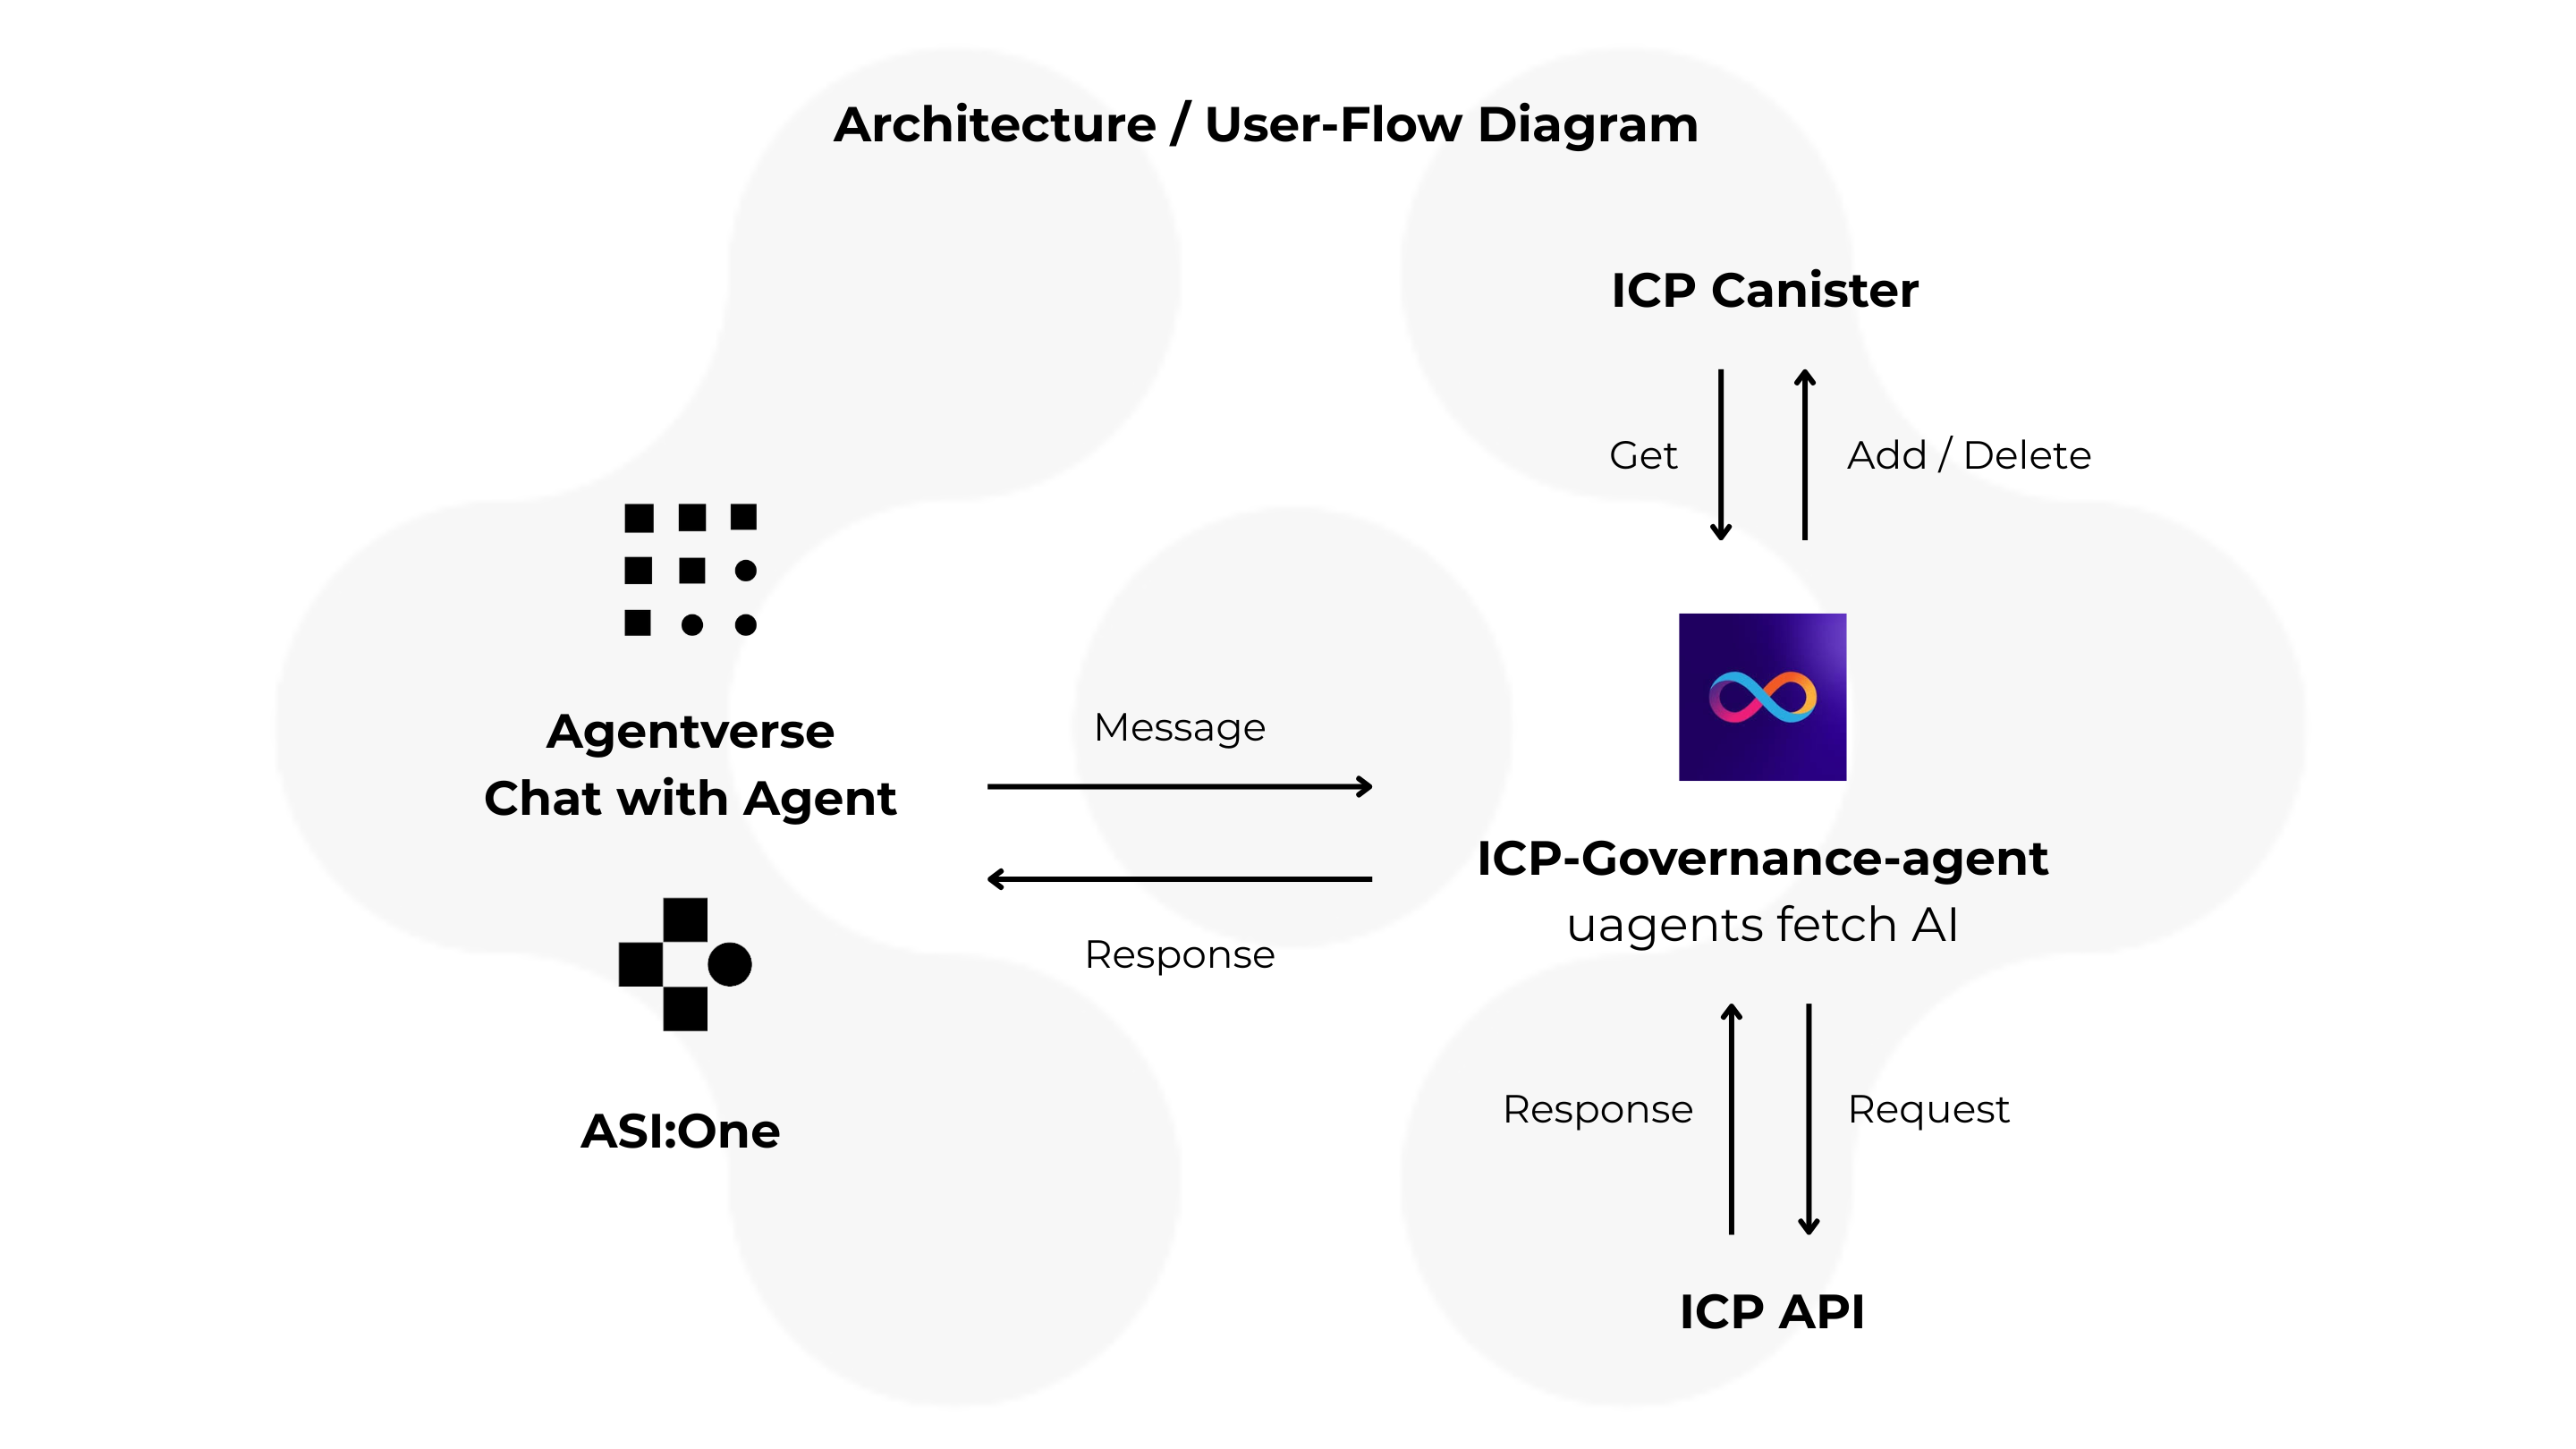 Architecture / User-Flow Diagram
ICP Canister
Get
Add / Delete
Agentverse
Chat with Agent
Message
Response
ASI:One
ICP-Governance-agent
uagents fetch AI
Response
Request
ICP API